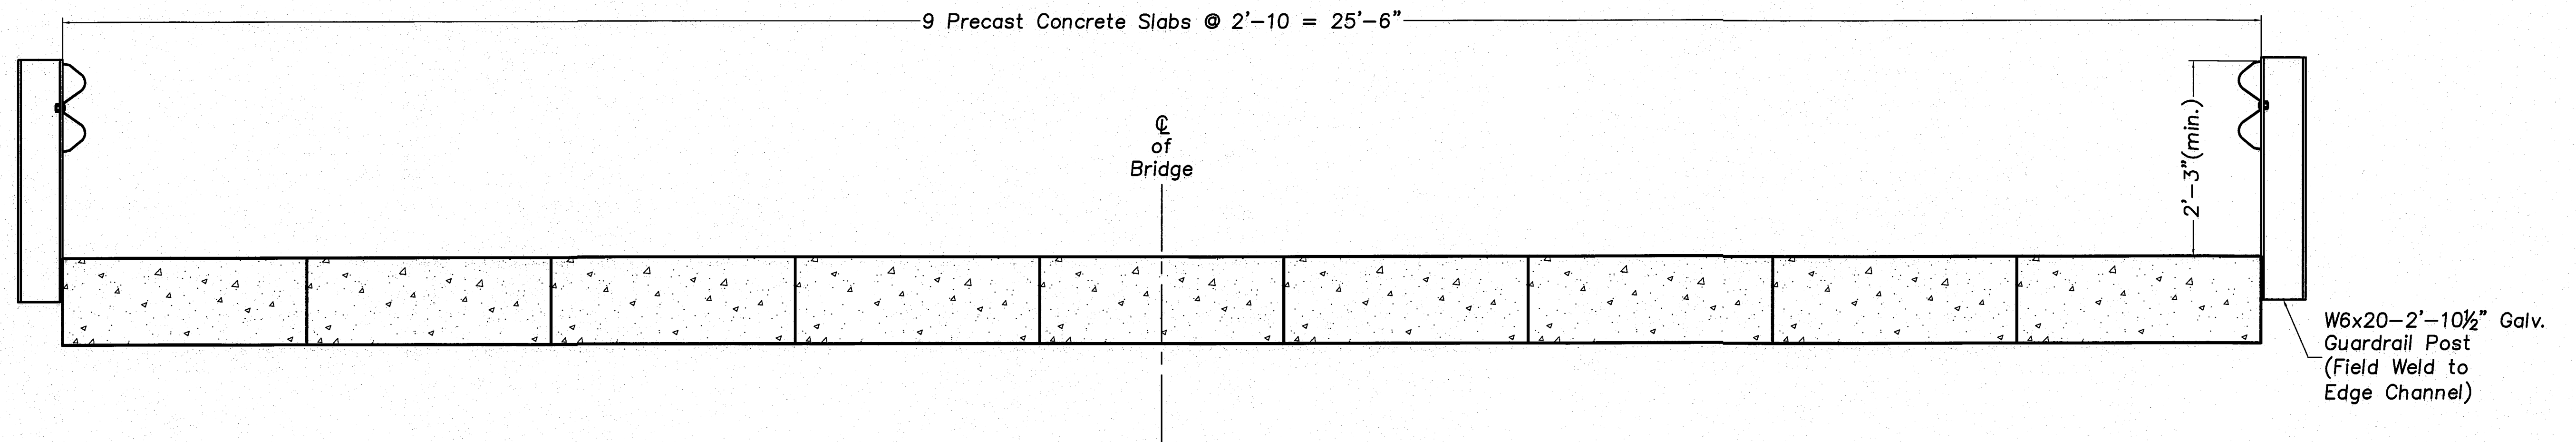 9 Precast Concrete Slabs @ 2'-10 = 25'-6"
℄
of
Bridge
2'-3"(min.)
W6x20-2'-10½" Galv.
Guardrail Post
(Field Weld to
Edge Channel)